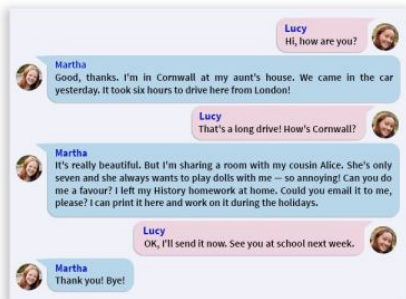 Lucy
Hi, how are you?
Martha
Good, thanks. I'm in Cornwall at my aunt's house. We came in the car
yesterday. It took six hours to drive here from London!
Lucy
That's a long drive! How's Cornwall?
Martha
It's really beautiful. But I'm sharing a room with my cousin Alice. She's only
seven and she always wants to play dolls with me — so annoying! Can you do
me a favour? I left my History homework at home. Could you email it to me,
please? I can print it here and work on it during the holidays.
Lucy
OK, I'll send it now. See you at school next week.
Martha
Thank you! Bye!